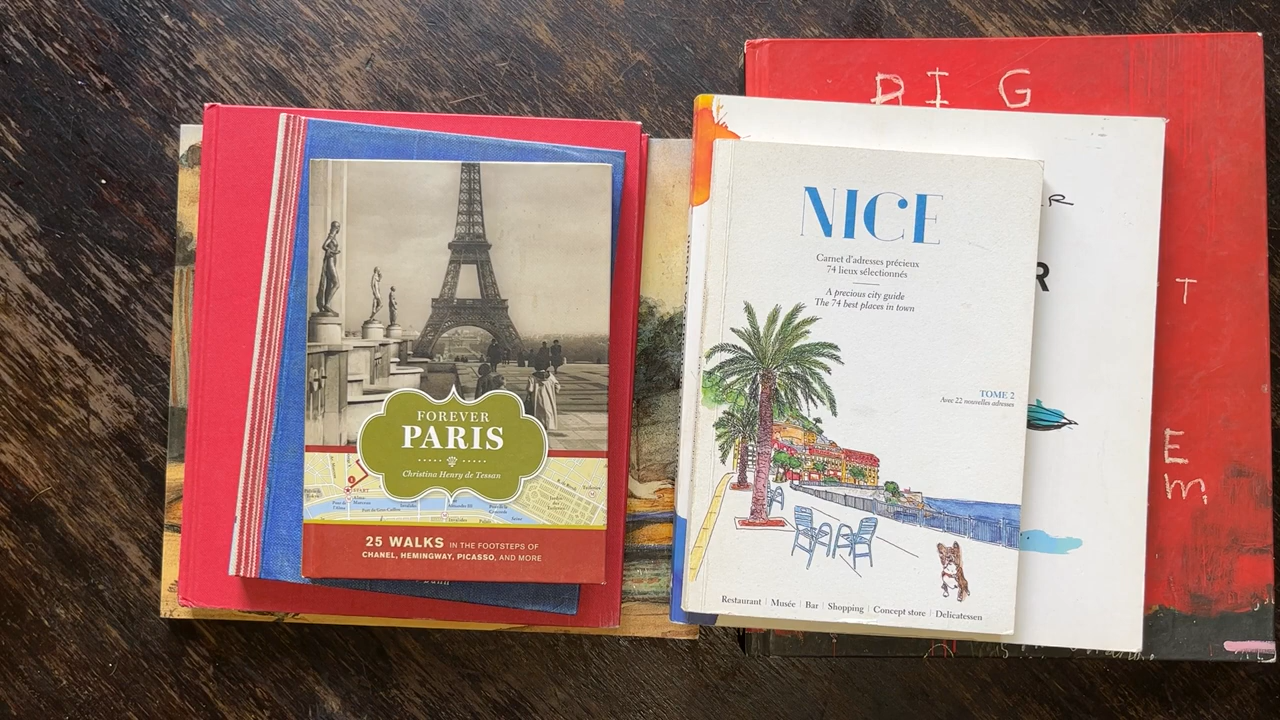 FOREVER
PARIS
Christina Henry de Tessan
25 WALKS IN THE FOOTSTEPS OF
CHANEL, HEMINGWAY, PICASSO, AND MORE
NICE
Carnet d'adresses précieux
74 lieux sélectionnés
A precious city guide
The 74 best places in town
TOME 2
Avec 22 nouvelles adresses
Restaurant | Musée | Bar | Shopping | Concept store | Delicatessen
BIG
R
R
T
E
m